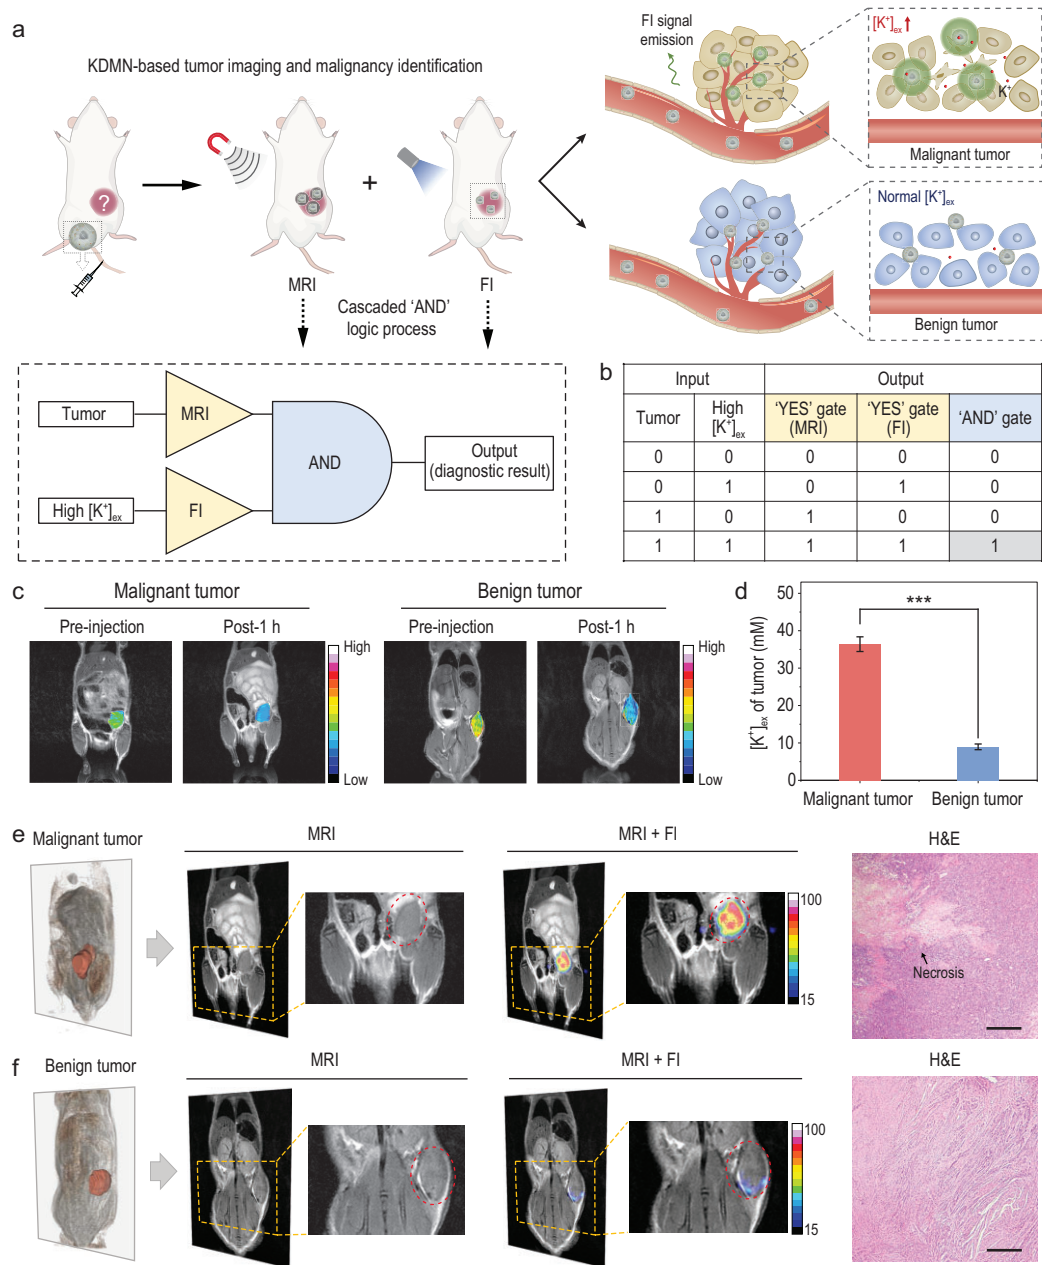 a
KDMN-based tumor imaging and malignancy identification
?
MRI
FI
Cascaded ‘AND’
logic process
FI signal
emission
[K⁺]ex
K⁺
Malignant tumor
Normal [K⁺]ex
Benign tumor
Tumor
MRI
High [K⁺]ex
FI
AND
Output
(diagnostic result)
b
Input Output
Tumor High [K⁺]ex ‘YES’ gate (MRI) ‘YES’ gate (FI) ‘AND’ gate
0 0 0 0 0
0 1 0 1 0
1 0 1 0 0
1 1 1 1 1
c
Malignant tumor
Pre-injection Post-1 h
High
Low
Benign tumor
Pre-injection Post-1 h
High
Low
d
[K⁺]ex of tumor (mM)
50
40
30
20
10
0
***
Malignant tumor Benign tumor
e
Malignant tumor
MRI
MRI + FI
100
15
H&E
Necrosis
f
Benign tumor
MRI
MRI + FI
100
15
H&E